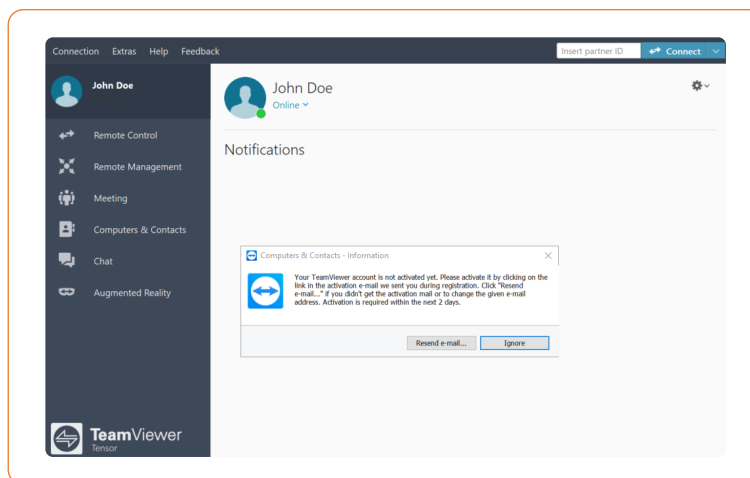 Connection Extras Help Feedback
Insert partner ID
Connect
John Doe
Remote Control
Remote Management
Meeting
Computers & Contacts
Chat
Augmented Reality
TeamViewer
Tensor
John Doe
Online
Notifications
Computers & Contacts - Information
Your TeamViewer account is not activated yet. Please activate it by clicking on the
link in the activation e-mail we sent you during registration. Click "Resend
e-mail..." if you didn't get the activation mail or to change the given e-mail
address. Activation is required within the next 2 days.
Resend e-mail... Ignore